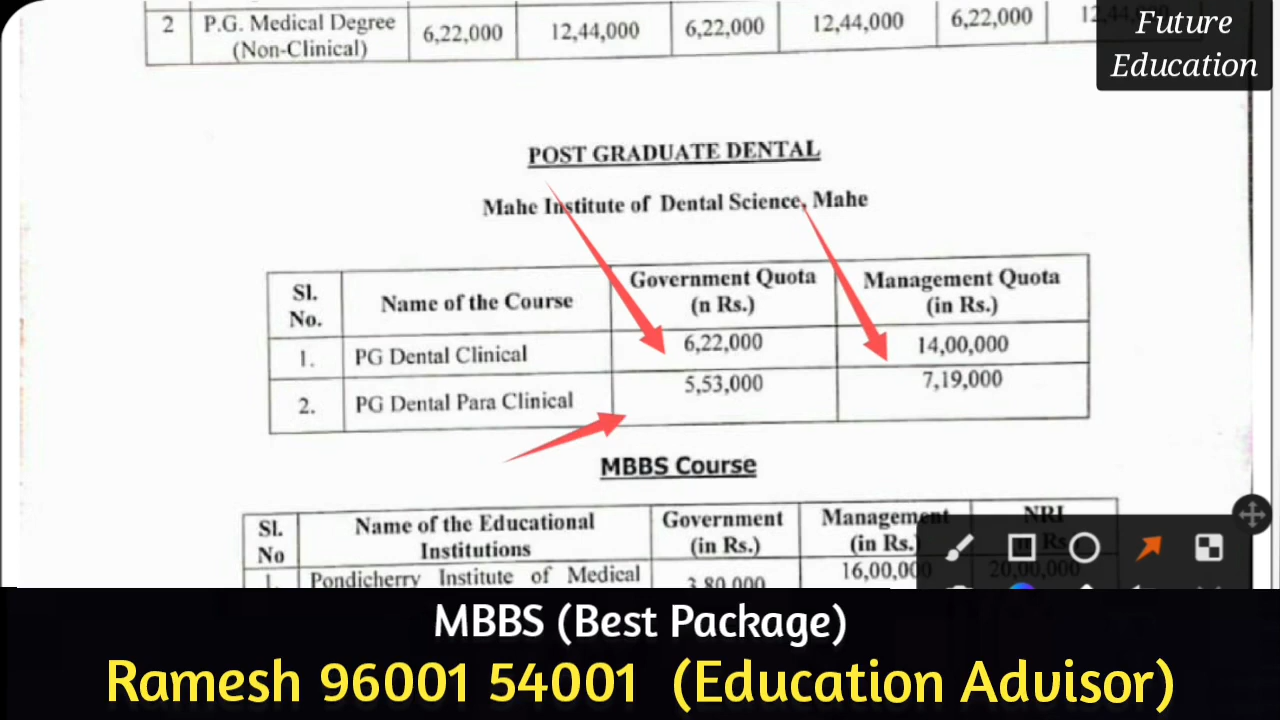 2 P.G. Medical Degree (Non-Clinical) 6,22,000 12,44,000 6,22,000 12,44,000 6,22,000 12,44,000
Future
Education
POST GRADUATE DENTAL
Mahe Institute of Dental Science, Mahe
Sl. No. Name of the Course Government Quota (n Rs.) Management Quota (in Rs.)
1. PG Dental Clinical 6,22,000 14,00,000
2. PG Dental Para Clinical 5,53,000 7,19,000
MBBS Course
Sl. No Name of the Educational Institutions Government (in Rs.) Management (in Rs.) NRI Rs.
1. Pondicherry Institute of Medical 3,80,000 16,00,000 20,00,000
MBBS (Best Package)
Ramesh 96001 54001 (Education Advisor)